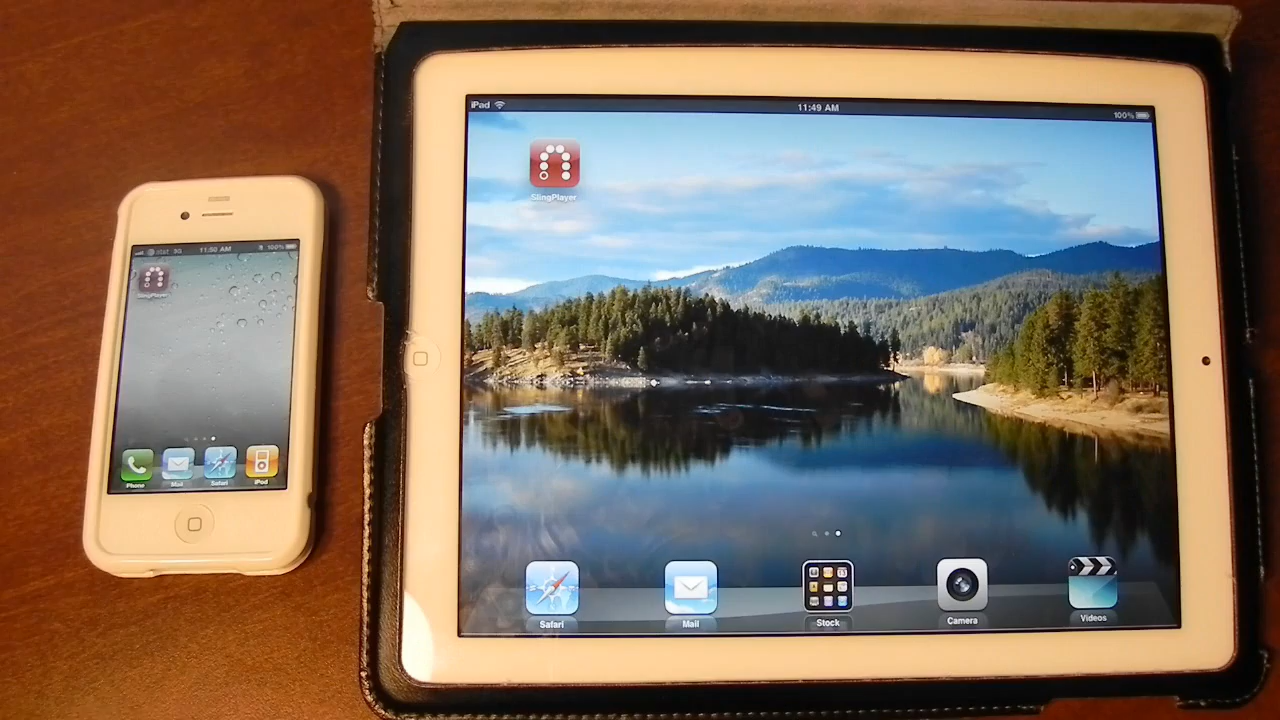 at&t 3G 11:50 AM 100%
SlingPlayer
Phone Mail Safari iPod
iPad 11:49 AM 100%
SlingPlayer
Safari Mail Stock Camera Videos